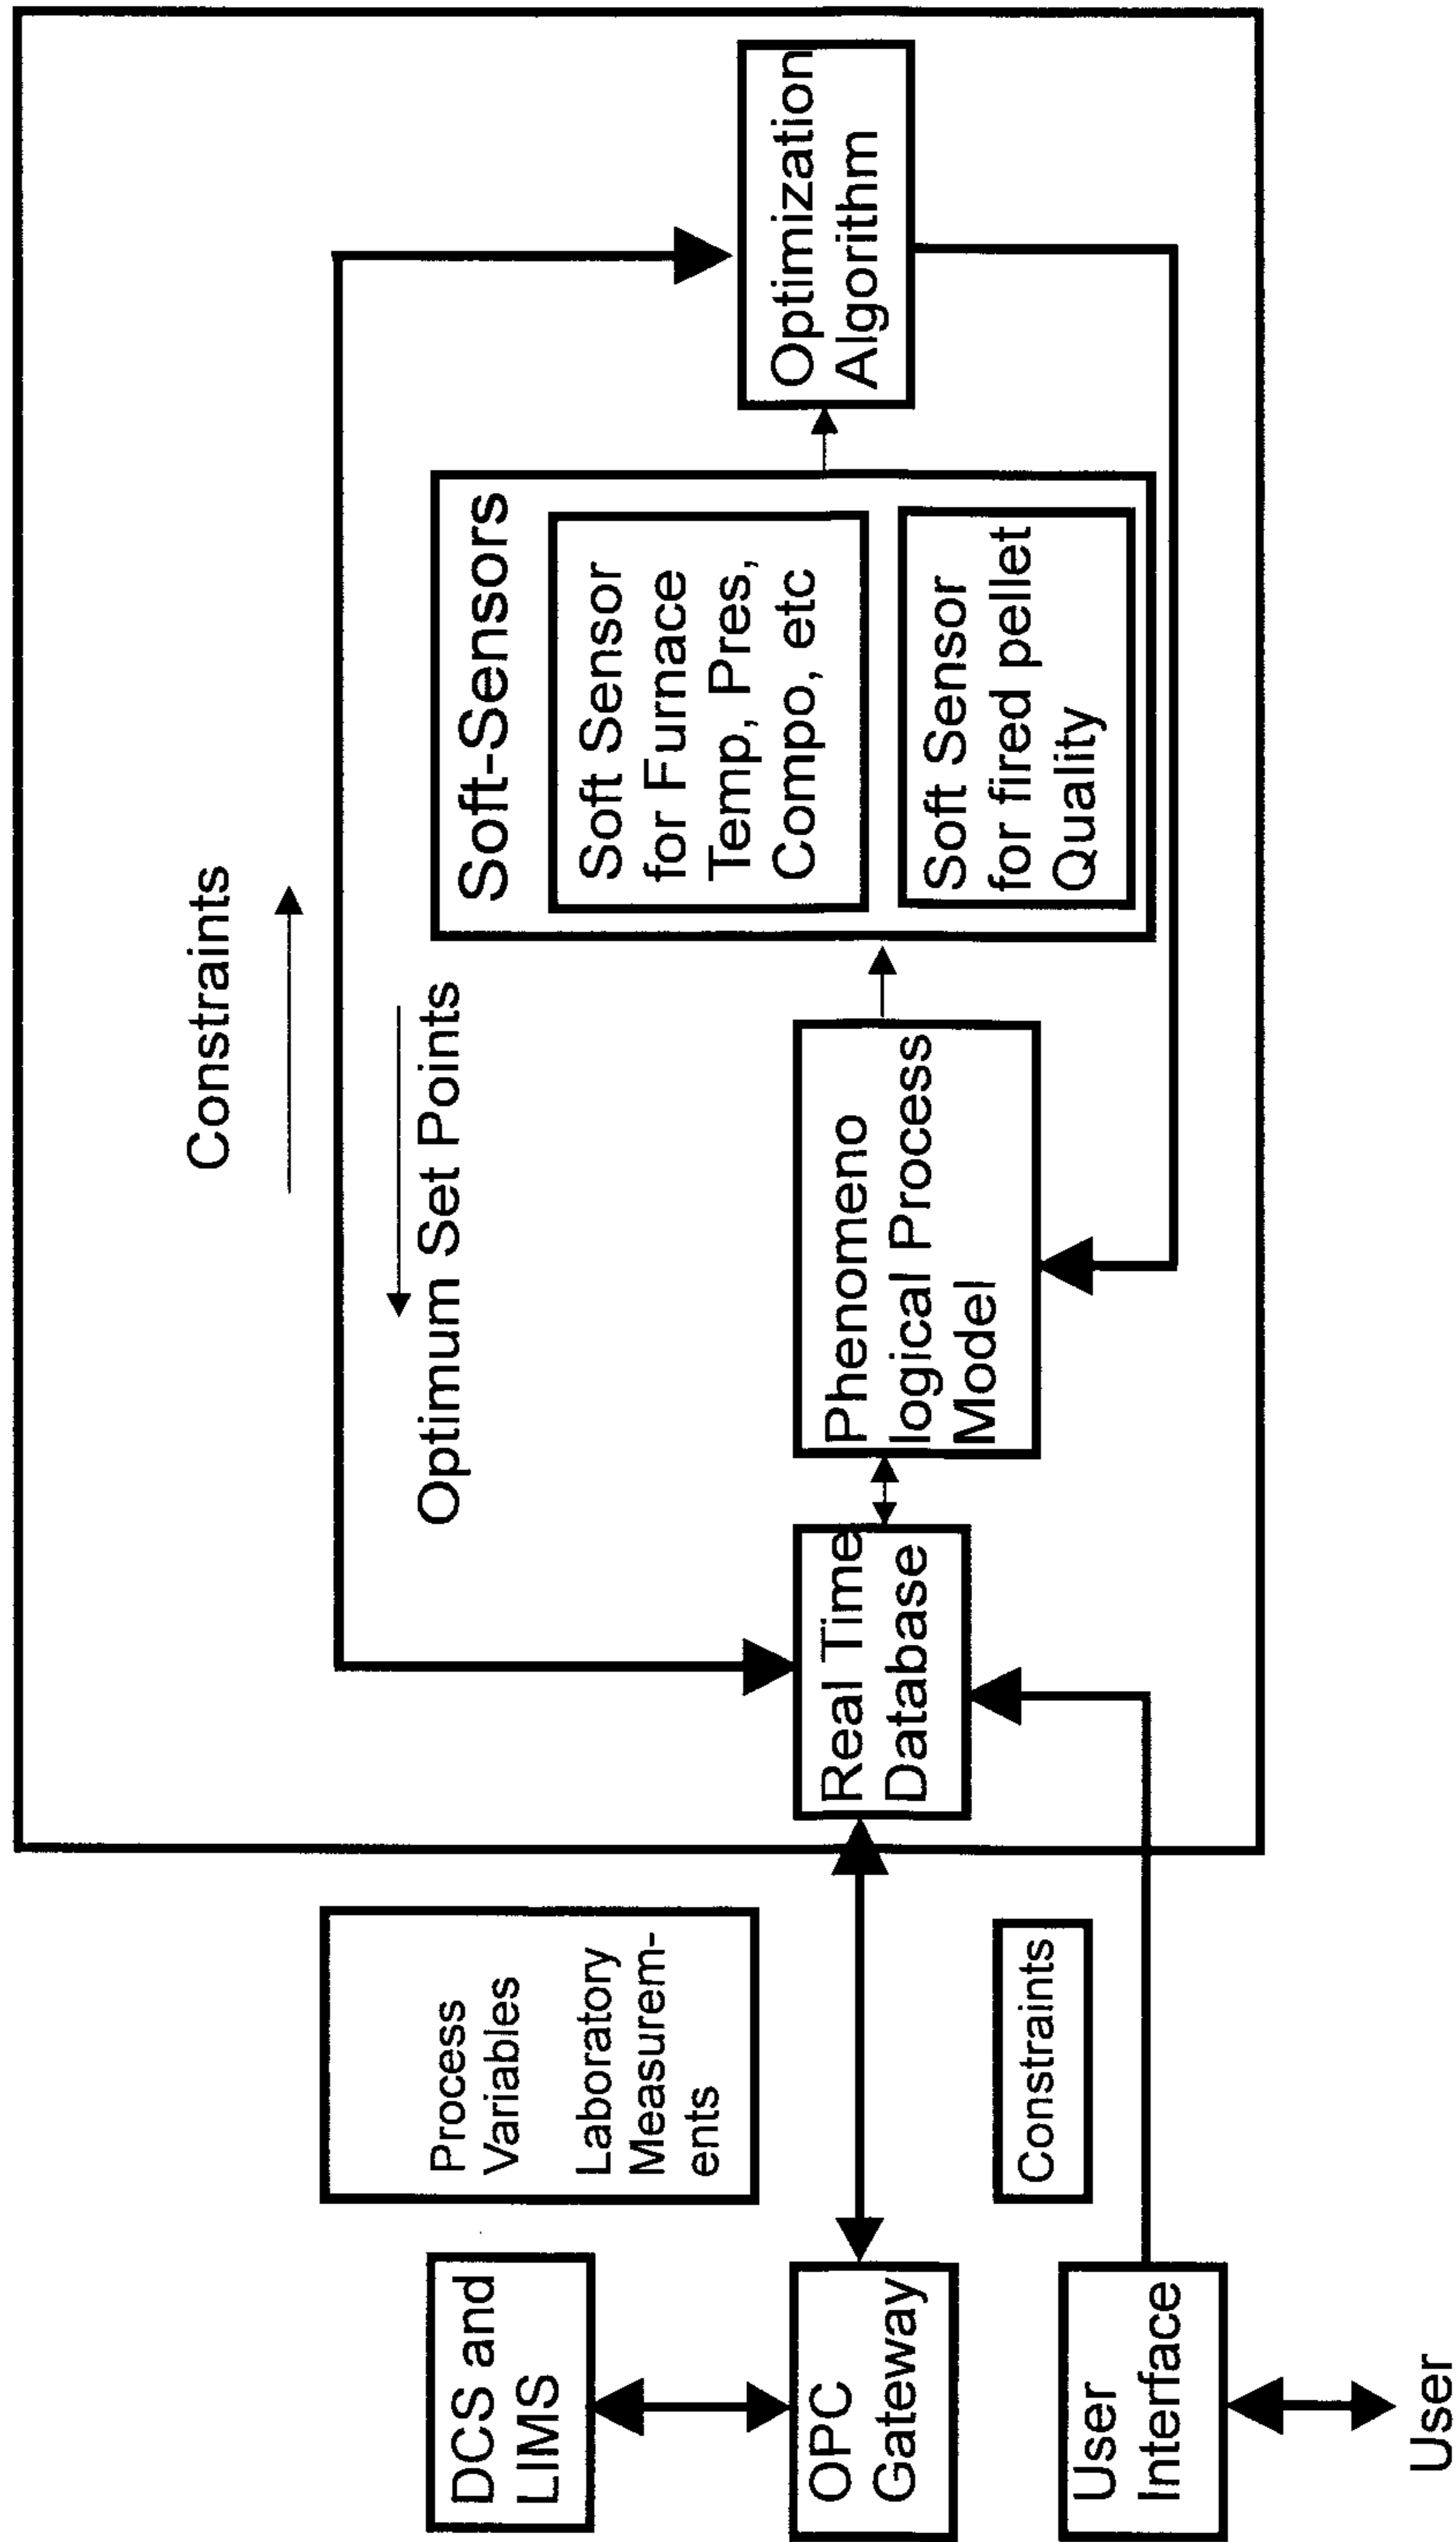 Constraints
Optimum Set Points
DCS and
LIMS
Process
Variables
Laboratory
Measurem-
ents
OPC
Gateway
Real Time
Database
Phenomeno
logical Process
Model
Soft-Sensors
Soft Sensor
for Furnace
Temp, Pres,
Compo, etc
Soft Sensor
for fired pellet
Quality
Optimization
Algorithm
Constraints
User
Interface
User